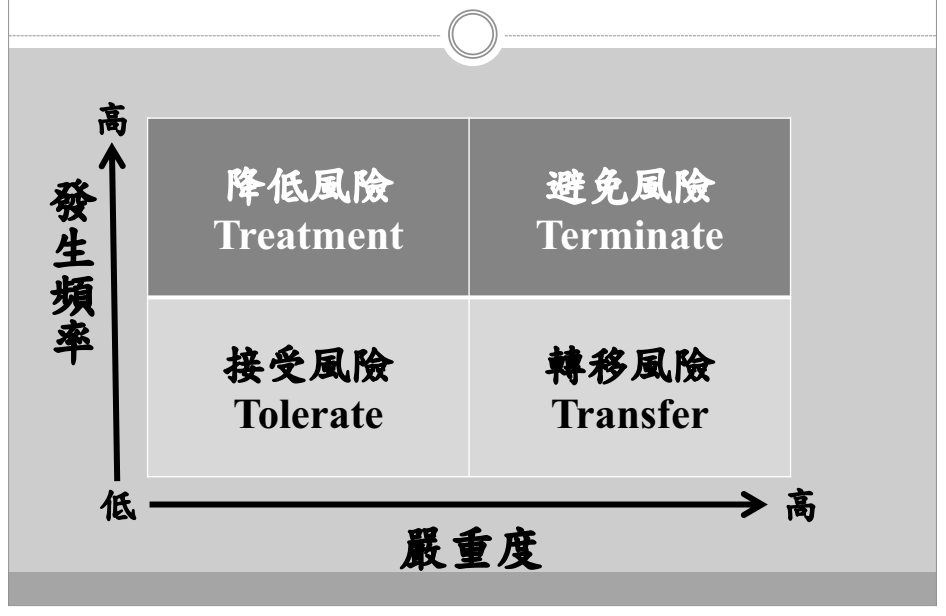 高
發生頻率
降低風險
Treatment
避免風險
Terminate
接受風險
Tolerate
轉移風險
Transfer
低
高
嚴重度